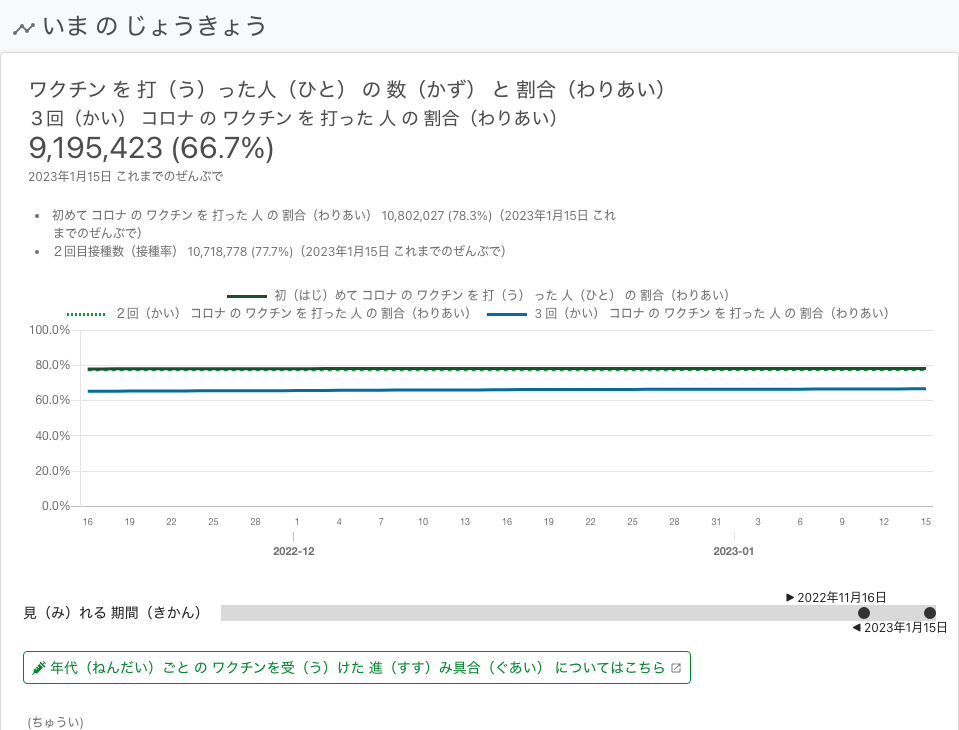 いま の じょうきょう
ワクチン を 打（う）った人（ひと） の 数（かず） と 割合（わりあい）
３回（かい） コロナ の ワクチン を 打った 人 の 割合（わりあい）
9,195,423 (66.7%)
2023年1月15日 これまでのぜんぶで
• 初めて コロナ の ワクチン を 打った 人 の 割合（わりあい） 10,802,027 (78.3%)（2023年1月15日 これ
までのぜんぶで）
• ２回目接種数（接種率） 10,718,778 (77.7%)（2023年1月15日 これまでのぜんぶで）
初（はじ）めて コロナ の ワクチン を 打（う） った 人（ひと） の 割合（わりあい）
２回（かい） コロナ の ワクチン を 打った 人 の 割合（わりあい） ３回（かい） コロナ の ワクチン を 打った 人 の 割合（わりあい）
100.0%
80.0%
60.0%
40.0%
20.0%
0.0%
16 19 22 25 28 1 4 7 10 13 16 19 22 25 28 31 3 6 9 12 15
2022-12 2023-01
▶ 2022年11月16日
見（み）れる 期間（きかん）
◀ 2023年1月15日
年代（ねんだい）ごと の ワクチンを受（う）けた 進（すす）み具合（ぐあい） についてはこちら
(ちゅうい)